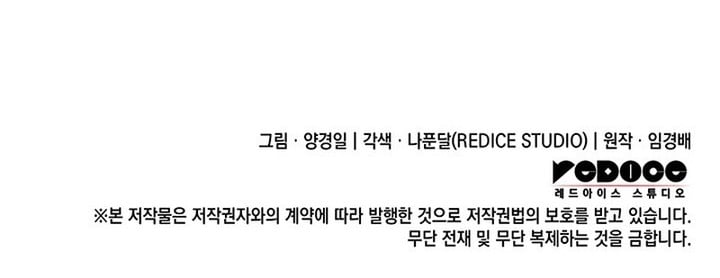 그림 · 양경일 | 각색 · 나푼달(REDICE STUDIO) | 원작 · 임경배
REDICE
레드아이스 스튜디오
※본 저작물은 저작권자와의 계약에 따라 발행한 것으로 저작권법의 보호를 받고 있습니다.
무단 전재 및 무단 복제하는 것을 금합니다.